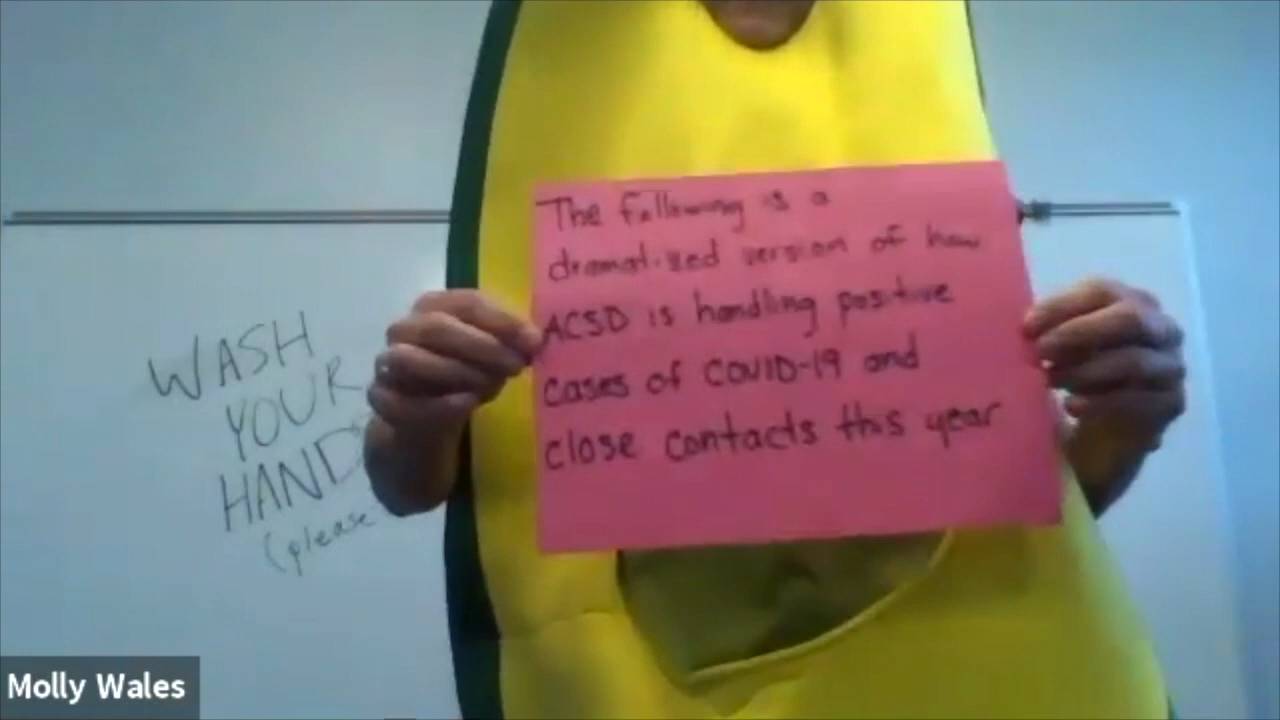 The following is a
dramatized version of how
ACSD is handling positive
cases of COVID-19 and
close contacts this year
WASH
YOUR
HANDS
(please
Molly Wales